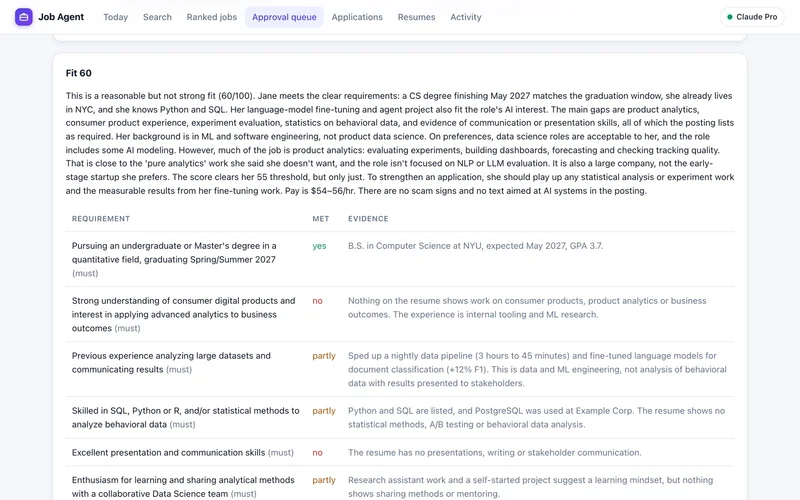 Job Agent Today Search Ranked jobs Approval queue Applications Resumes Activity Claude Pro
Fit 60
This is a reasonable but not strong fit (60/100). Jane meets the clear requirements: a CS degree finishing May 2027 matches the graduation window, she already lives
in NYC, and she knows Python and SQL. Her language-model fine-tuning and agent project also fit the role's AI interest. The main gaps are product analytics,
consumer product experience, experiment evaluation, statistics on behavioral data, and evidence of communication or presentation skills, all of which the posting lists
as required. Her background is in ML and software engineering, not product data science. On preferences, data science roles are acceptable to her, and the role
includes some AI modeling. However, much of the job is product analytics: evaluating experiments, building dashboards, forecasting and checking tracking quality.
That is close to the 'pure analytics' work she said she doesn't want, and the role isn't focused on NLP or LLM evaluation. It is also a large company, not the early-
stage startup she prefers. The score clears her 55 threshold, but only just. To strengthen an application, she should play up any statistical analysis or experiment work
and the measurable results from her fine-tuning work. Pay is $54–56/hr. There are no scam signs and no text aimed at AI systems in the posting.
REQUIREMENT MET EVIDENCE
Pursuing an undergraduate or Master's degree in a
quantitative field, graduating Spring/Summer 2027
(must)
yes
B.S. in Computer Science at NYU, expected May 2027, GPA 3.7.
Strong understanding of consumer digital products and
interest in applying advanced analytics to business
outcomes (must)
no
Nothing on the resume shows work on consumer products, product analytics or business
outcomes. The experience is internal tooling and ML research.
Previous experience analyzing large datasets and
communicating results (must)
partly
Sped up a nightly data pipeline (3 hours to 45 minutes) and fine-tuned language models for
document classification (+12% F1). This is data and ML engineering, not analysis of behavioral
data with results presented to stakeholders.
Skilled in SQL, Python or R, and/or statistical methods to
analyze behavioral data (must)
partly
Python and SQL are listed, and PostgreSQL was used at Example Corp. The resume shows no
statistical methods, A/B testing or behavioral data analysis.
Excellent presentation and communication skills (must)
no
The resume has no presentations, writing or stakeholder communication.
Enthusiasm for learning and sharing analytical methods
with a collaborative Data Science team (must)
partly
Research assistant work and a self-started project suggest a learning mindset, but nothing
shows sharing methods or mentoring.